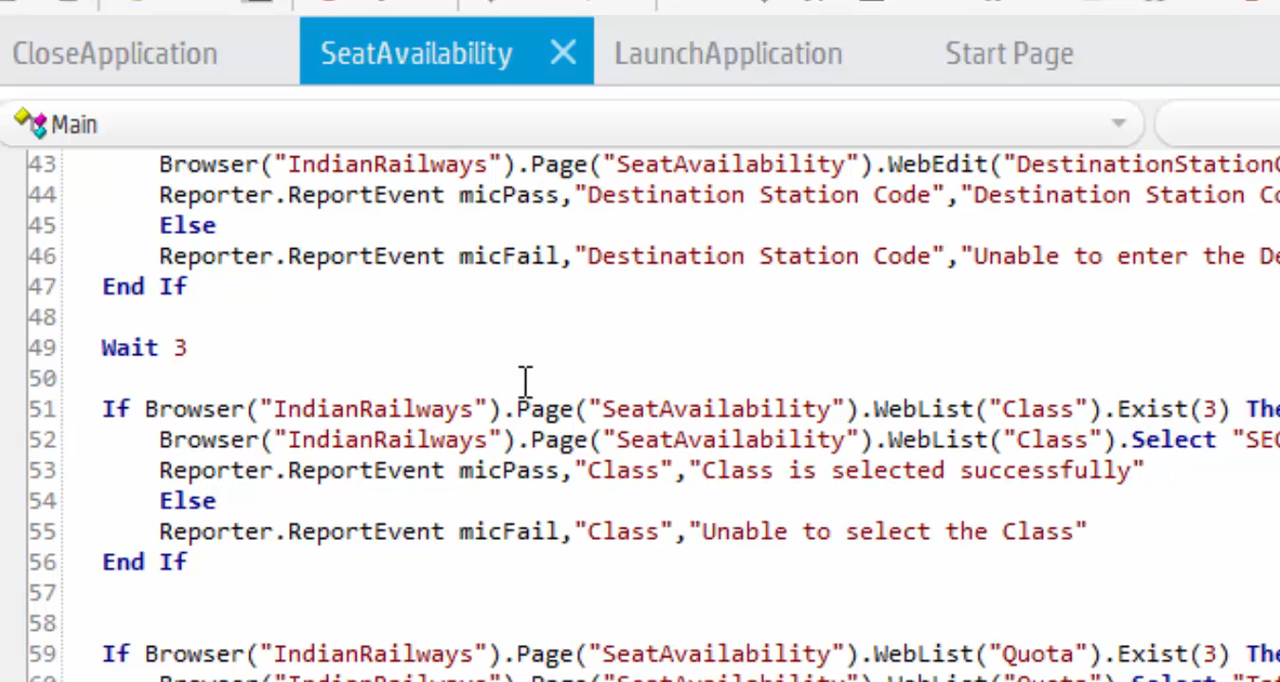 CloseApplication SeatAvailability LaunchApplication Start Page
Main
43 Browser("IndianRailways").Page("SeatAvailability").WebEdit("DestinationStation
44 Reporter.ReportEvent micPass,"Destination Station Code","Destination Station
45 Else
46 Reporter.ReportEvent micFail,"Destination Station Code","Unable to enter the
47 End If
48
49 Wait 3
50
51 If Browser("IndianRailways").Page("SeatAvailability").WebList("Class").Exist(3) The
52 Browser("IndianRailways").Page("SeatAvailability").WebList("Class").Select "SEC
53 Reporter.ReportEvent micPass,"Class","Class is selected successfully"
54 Else
55 Reporter.ReportEvent micFail,"Class","Unable to select the Class"
56 End If
57
58
59 If Browser("IndianRailways").Page("SeatAvailability").WebList("Quota").Exist(3) The